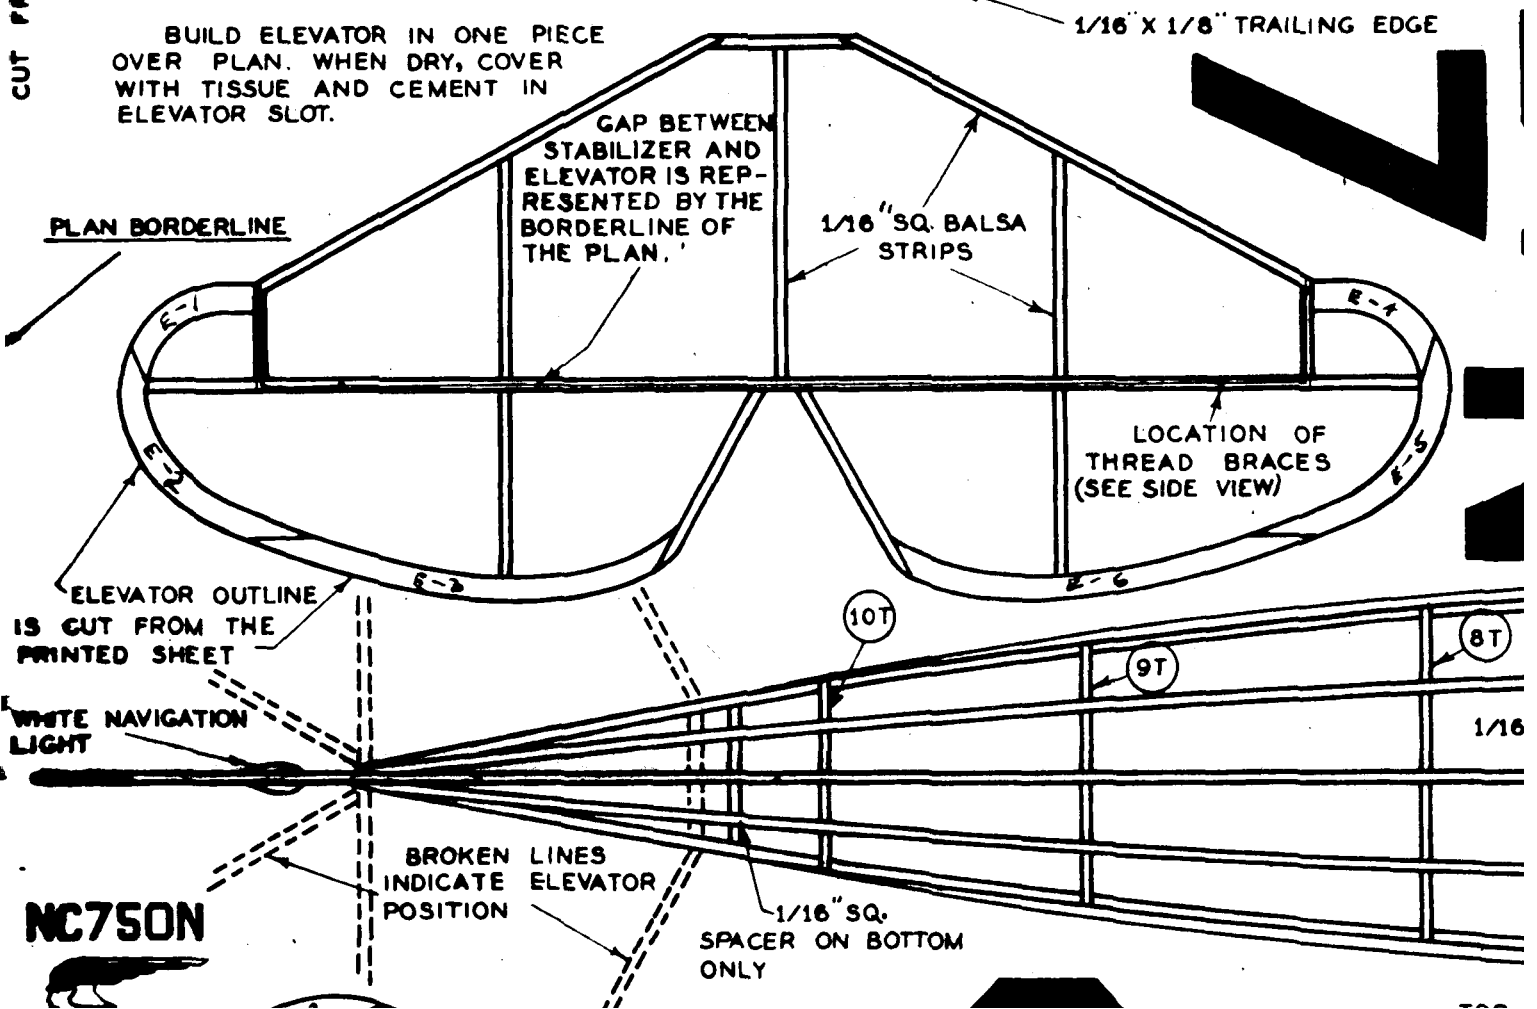 CUT
1/16" X 1/8" TRAILING EDGE
BUILD ELEVATOR IN ONE PIECE
OVER PLAN. WHEN DRY, COVER
WITH TISSUE AND CEMENT IN
ELEVATOR SLOT.
GAP BETWEEN
STABILIZER AND
ELEVATOR IS REP-
RESENTED BY THE
BORDERLINE OF
THE PLAN.
PLAN BORDERLINE
1/16" SQ. BALSA
STRIPS
E-1
E-4
E-2
E-5
LOCATION OF
THREAD BRACES
(SEE SIDE VIEW)
E-3
E-6
ELEVATOR OUTLINE
IS CUT FROM THE
PRINTED SHEET
10T
9T
8T
WHITE NAVIGATION
LIGHT
1/16
BROKEN LINES
INDICATE ELEVATOR
POSITION
1/16" SQ.
SPACER ON BOTTOM
ONLY
NC750N